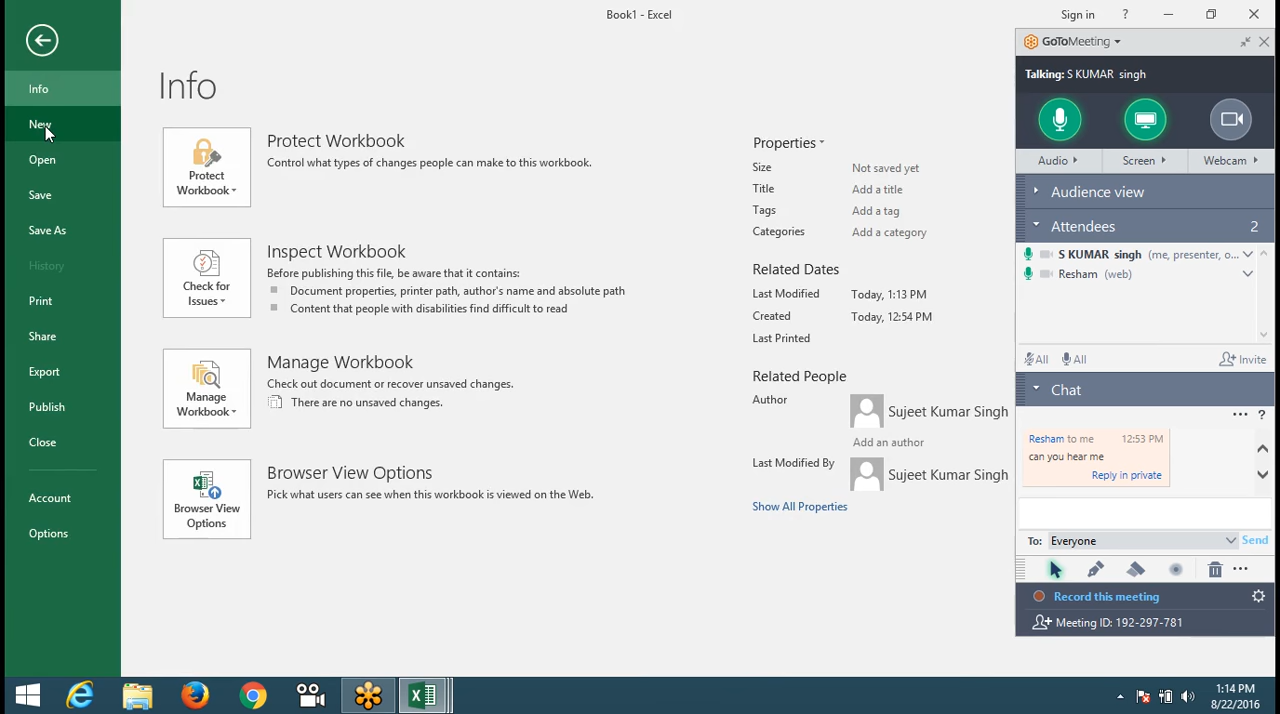 Book1 - Excel
Sign in
?
Info
New
Open
Save
Save As
History
Print
Share
Export
Publish
Close
Account
Options
Info
Protect Workbook
Protect Workbook
Control what types of changes people can make to this workbook.
Check for Issues
Inspect Workbook
Before publishing this file, be aware that it contains:
Document properties, printer path, author's name and absolute path
Content that people with disabilities find difficult to read
Manage Workbook
Manage Workbook
Check out document or recover unsaved changes.
There are no unsaved changes.
Browser View Options
Browser View Options
Pick what users can see when this workbook is viewed on the Web.
Properties
Size Not saved yet
Title Add a title
Tags Add a tag
Categories Add a category
Related Dates
Last Modified Today, 1:13 PM
Created Today, 12:54 PM
Last Printed
Related People
Author Sujeet Kumar Singh
Add an author
Last Modified By Sujeet Kumar Singh
Show All Properties
GoToMeeting
Talking: S KUMAR singh
Audio Screen Webcam
Audience view
Attendees 2
S KUMAR singh (me, presenter, o...
Resham (web)
All All Invite
Chat
... ?
Resham to me 12:53 PM
can you hear me
Reply in private
To: Everyone Send
Record this meeting
Meeting ID: 192-297-781
1:14 PM
8/22/2016